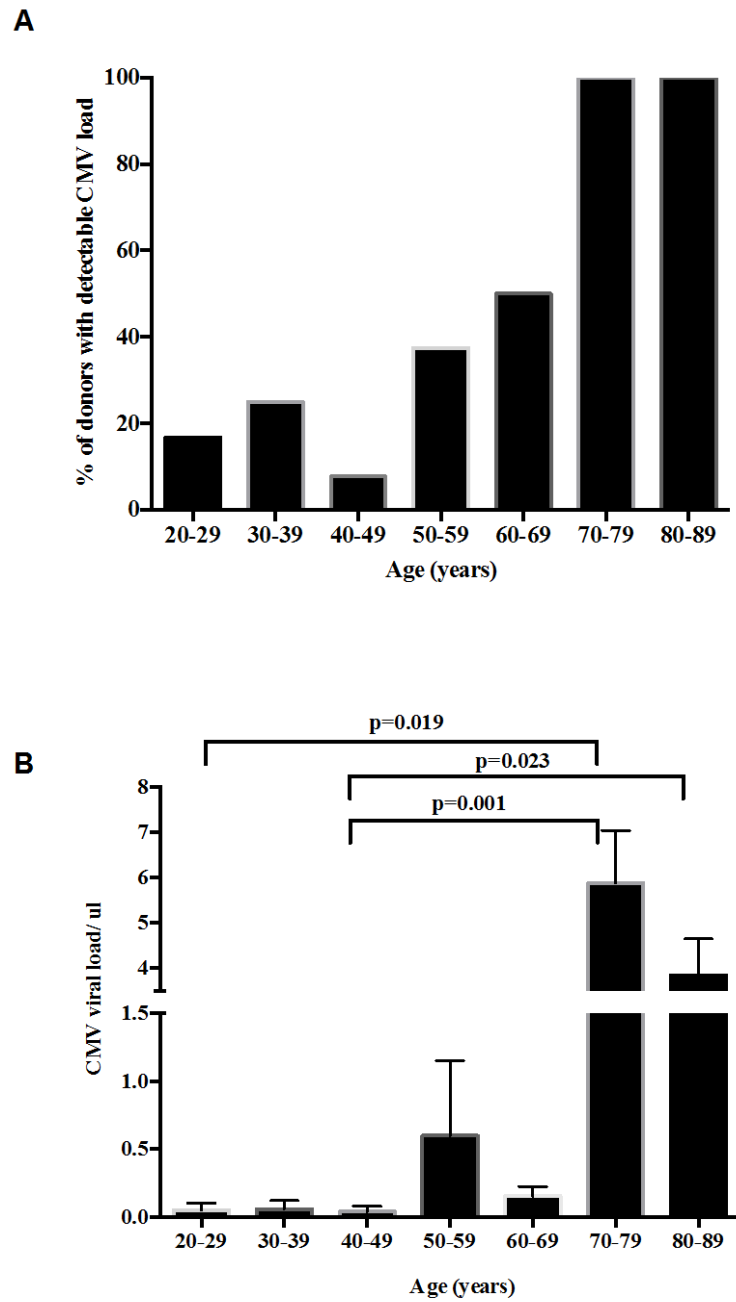 A
% of donors with detectable CMV load
100
80
60
40
20
0
20-29 30-39 40-49 50-59 60-69 70-79 80-89
Age (years)
B
p=0.019
p=0.023
p=0.001
CMV viral load/ ul
8
7
6
5
4
1.5
1.0
0.5
0.0
20-29 30-39 40-49 50-59 60-69 70-79 80-89
Age (years)